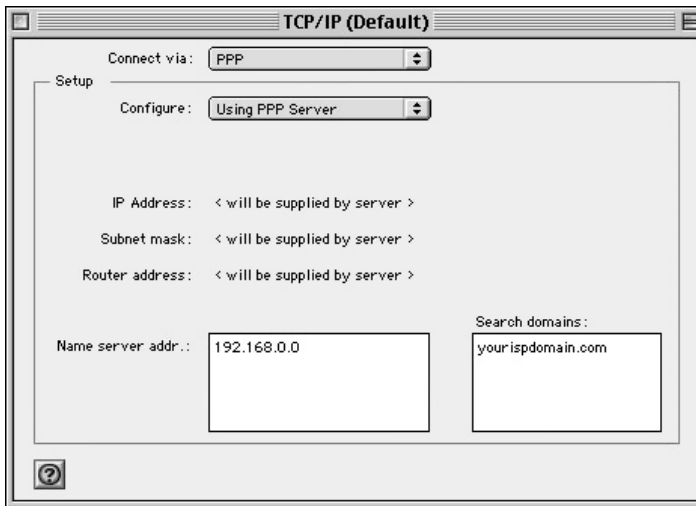 TCP/IP (Default)
Connect via: PPP
Setup
Configure: Using PPP Server
IP Address: < will be supplied by server >
Subnet mask: < will be supplied by server >
Router address: < will be supplied by server >
Search domains:
Name server addr.: 192.168.0.0 yourispdomain.com
?